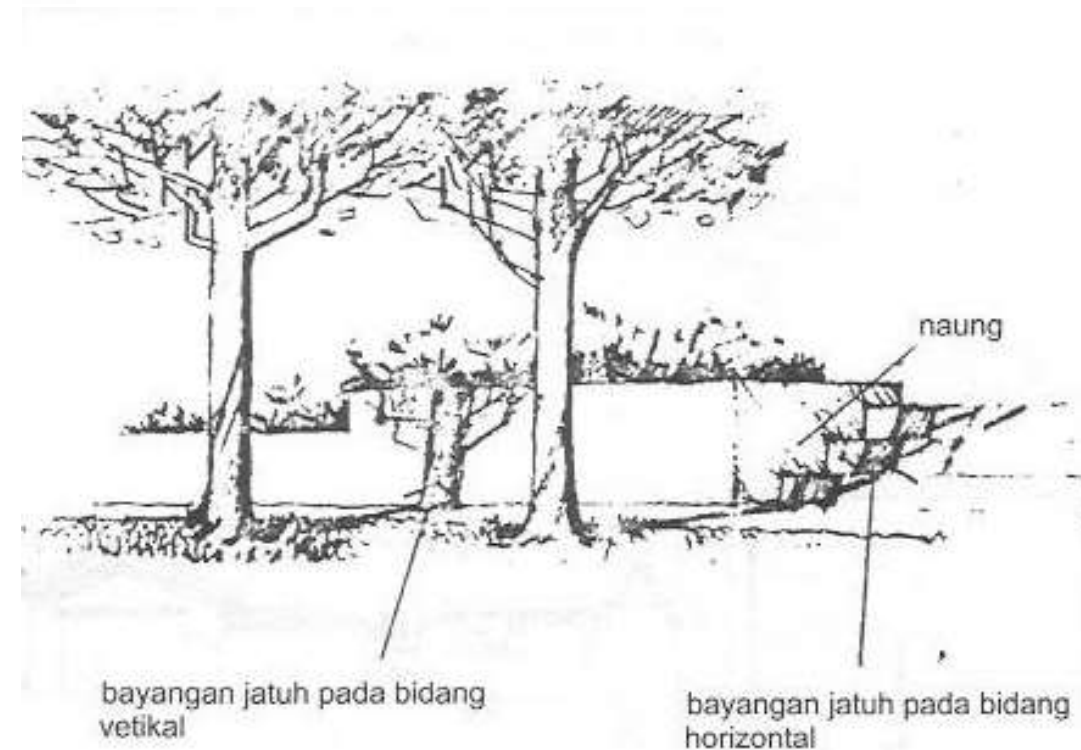 naung
bayangan jatuh pada bidang
vetikal
bayangan jatuh pada bidang
horizontal